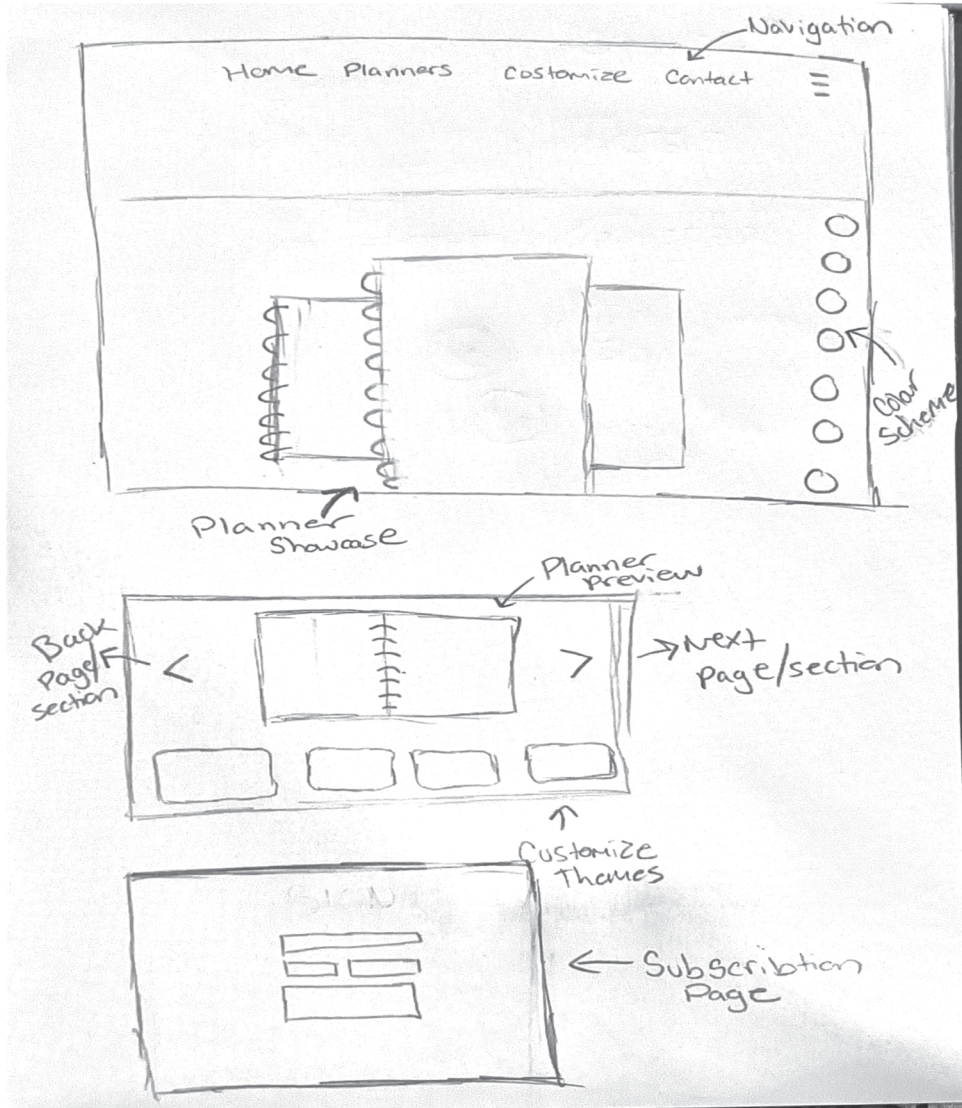 Navigation
Home Planners Costomize Contact
Color
Scheme
Planner
Showcase
Planner
preview
Back
page/
section
Next
page/section
Customize
Themes
Subscribtion
Page